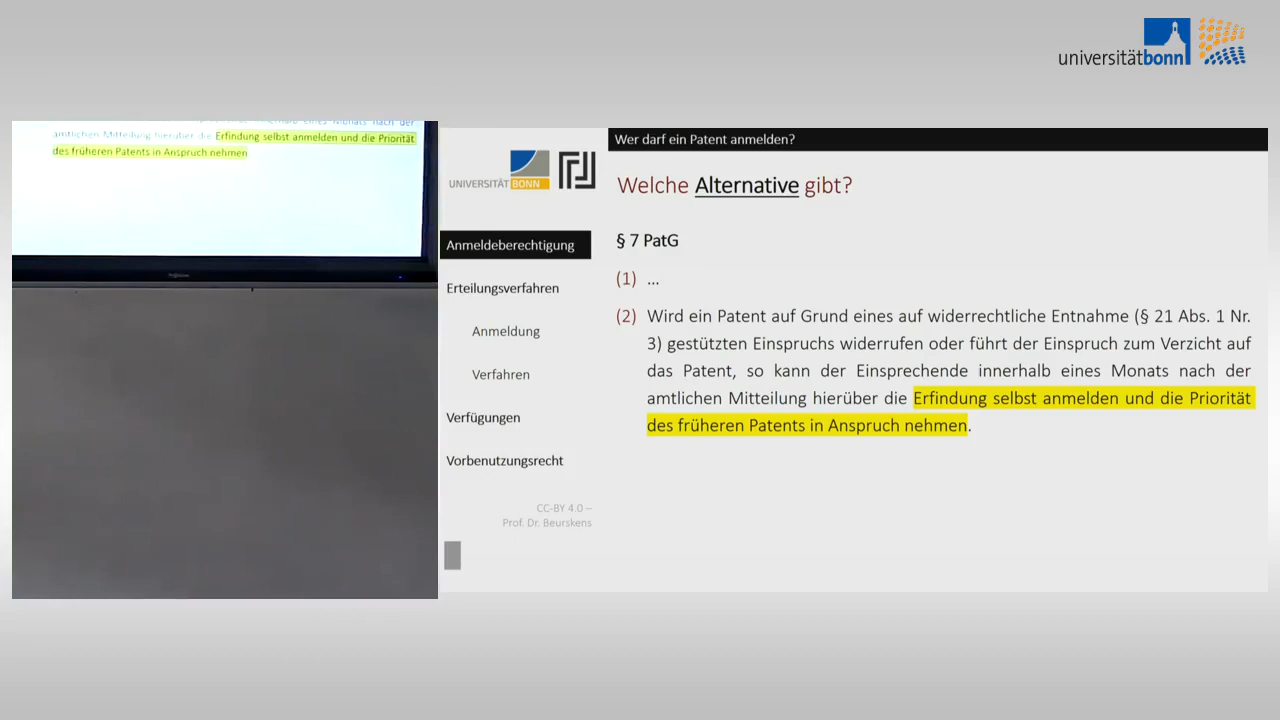 universitätbonn
amtlichen Mitteilung hierüber die Erfindung selbst anmelden und die Priorität
des früheren Patents in Anspruch nehmen
Wer darf ein Patent anmelden?
UNIVERSITÄT BONN
Welche Alternative gibt?
Anmeldeberechtigung
Erteilungsverfahren
Anmeldung
Verfahren
Verfügungen
Vorbenutzungsrecht
CC-BY 4.0 –
Prof. Dr. Beurskens
§ 7 PatG
(1) ...
(2) Wird ein Patent auf Grund eines auf widerrechtliche Entnahme (§ 21 Abs. 1 Nr.
3) gestützten Einspruchs widerrufen oder führt der Einspruch zum Verzicht auf
das Patent, so kann der Einsprechende innerhalb eines Monats nach der
amtlichen Mitteilung hierüber die Erfindung selbst anmelden und die Priorität
des früheren Patents in Anspruch nehmen.